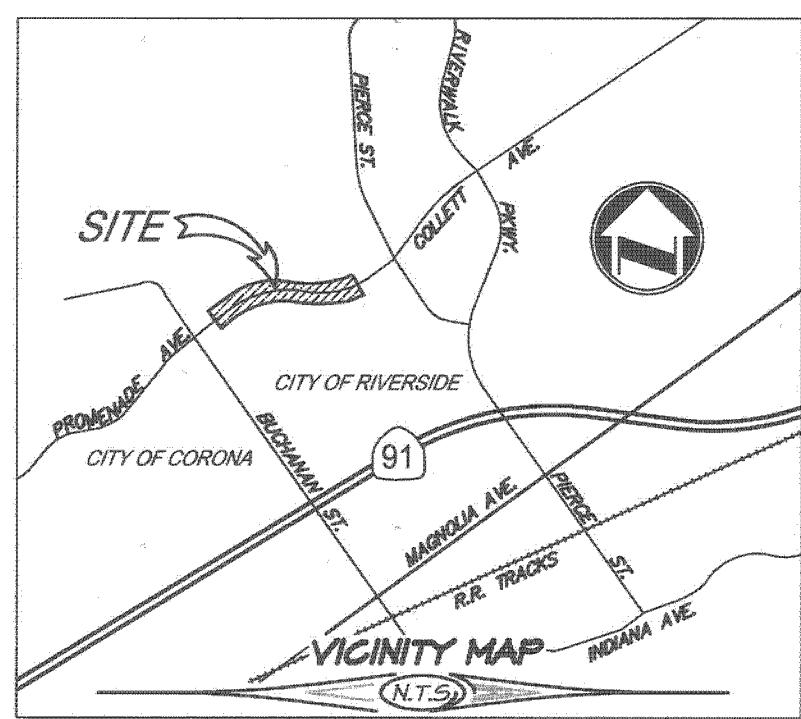 PIERCE ST.
RIVERWALK
PKWY.
COLLETT AVE.
SITE
N
PROMENADE AVE.
CITY OF RIVERSIDE
CITY OF CORONA
BUCHANAN ST.
91
MAGNOLIA AVE.
PIERCE ST.
R.R. TRACKS
INDIANA AVE.
VICINITY MAP
N.T.S.